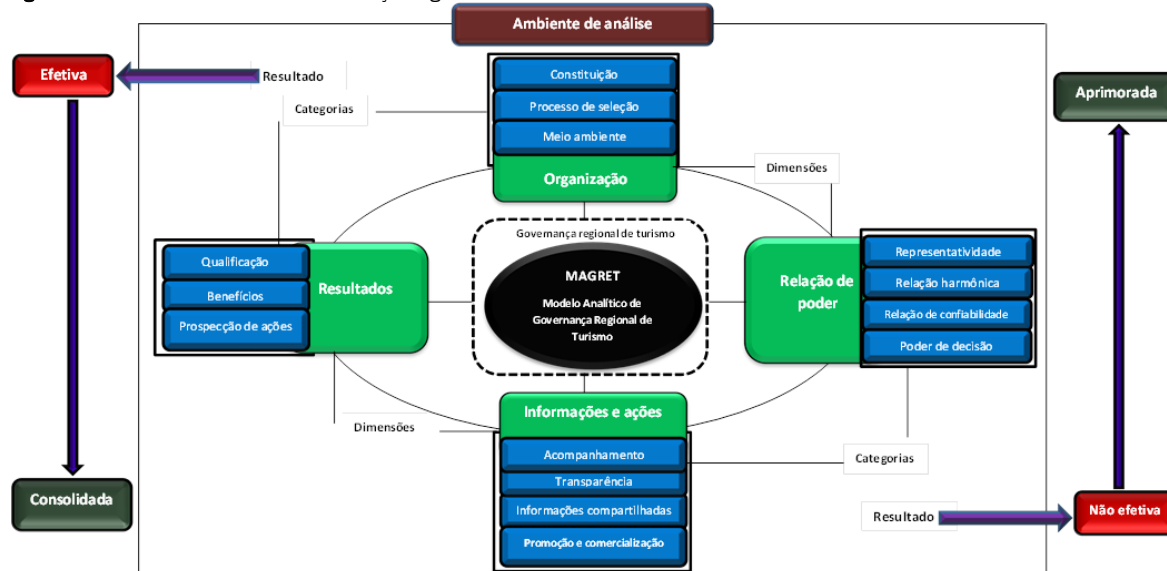 Ambiente de análise
Efetiva
Resultado
Categorias
Constituição
Processo de seleção
Meio ambiente
Organização
Dimensões
Aprimorada
Governança regional de turismo
MAGRET
Modelo Analítico de
Governança Regional de
Turismo
Qualificação
Benefícios
Prospecção de ações
Resultados
Relação de
poder
Representatividade
Relação harmônica
Relação de confiabilidade
Poder de decisão
Informações e ações
Dimensões
Acompanhamento
Transparência
Informações compartilhadas
Promoção e comercialização
Categorias
Consolidada
Resultado
Não efetiva